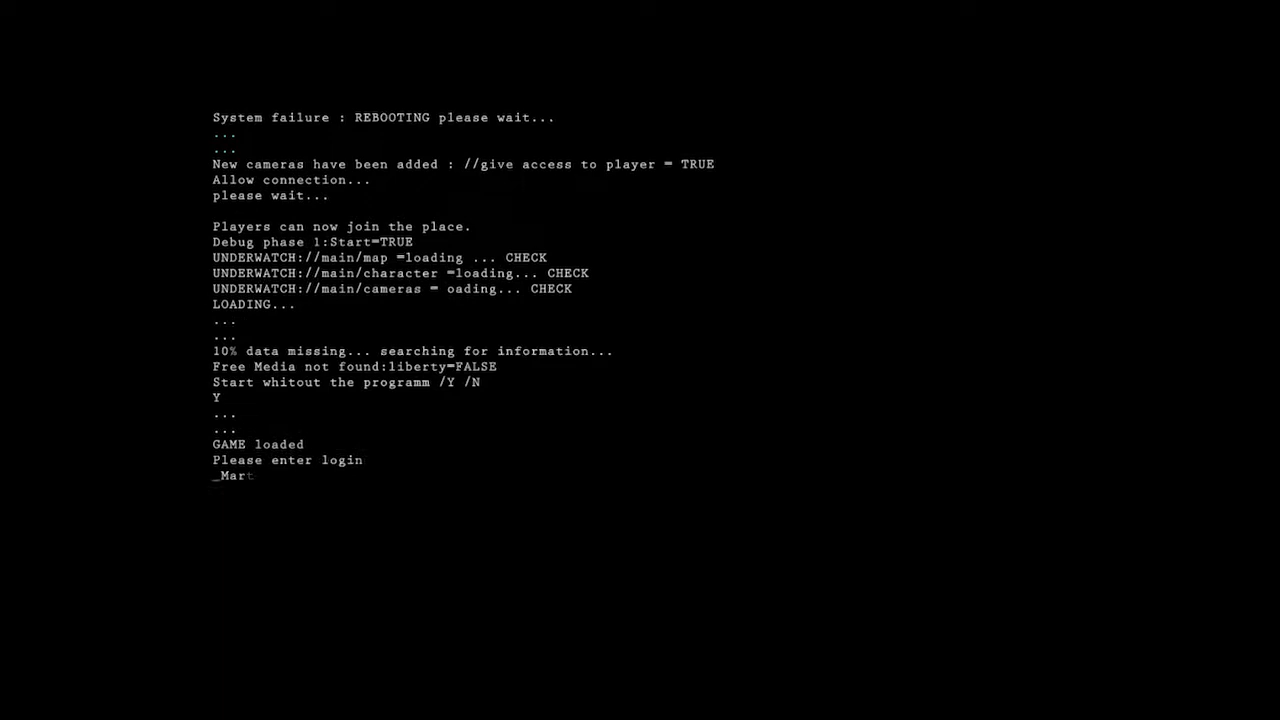 System failure : REBOOTING please wait...
...
...
New cameras have been added : //give access to player = TRUE
Allow connection...
please wait...
Players can now join the place.
Debug phase 1:Start=TRUE
UNDERWATCH://main/map =loading ... CHECK
UNDERWATCH://main/character =loading... CHECK
UNDERWATCH://main/cameras = oading... CHECK
LOADING...
...
...
10% data missing... searching for information...
Free Media not found:liberty=FALSE
Start whitout the programm /Y /N
Y
...
...
GAME loaded
Please enter login
_Mart